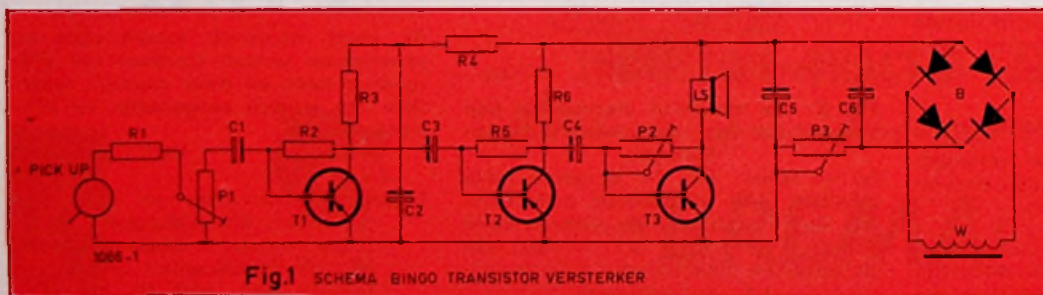 R4
R3
R6
LS
C5
C6
B
R1
C1
R2
C3
R5
C4
P2
P3
PICK UP
P1
T1
C2
T2
T3
W
1066-1
Fig.1 SCHEMA BINGO TRANSISTOR VERSTERKER